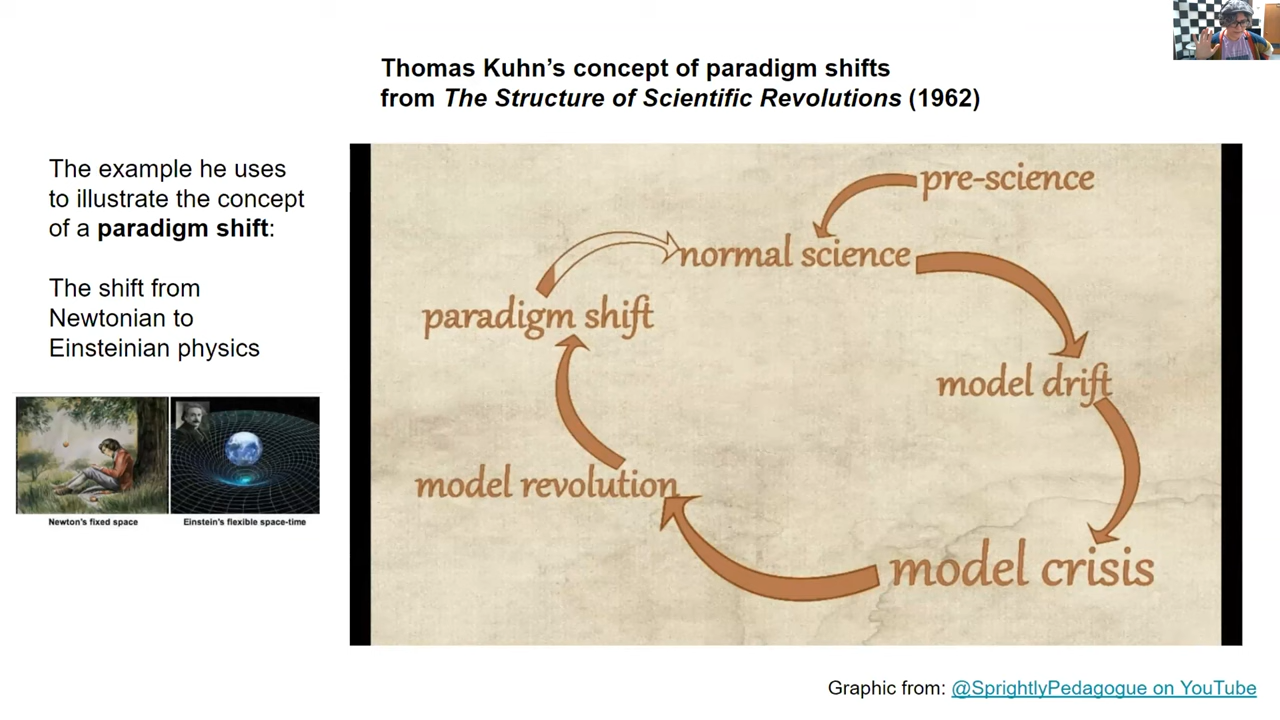 Thomas Kuhn's concept of paradigm shifts
from The Structure of Scientific Revolutions (1962)
The example he uses
to illustrate the concept
of a paradigm shift:
The shift from
Newtonian to
Einsteinian physics
Newton's fixed space
Einstein's flexible space-time
pre-science
normal science
paradigm shift
model drift
model revolution
model crisis
Graphic from: @SprightlyPedagogue on YouTube